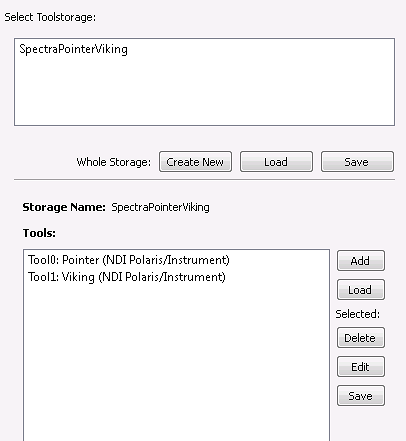 Select Toolstorage:
SpectraPointerViking
Whole Storage: Create New Load Save
Storage Name: SpectraPointerViking
Tools:
Tool0: Pointer (NDI Polaris/Instrument)
Tool1: Viking (NDI Polaris/Instrument)
Add
Load
Selected:
Delete
Edit
Save